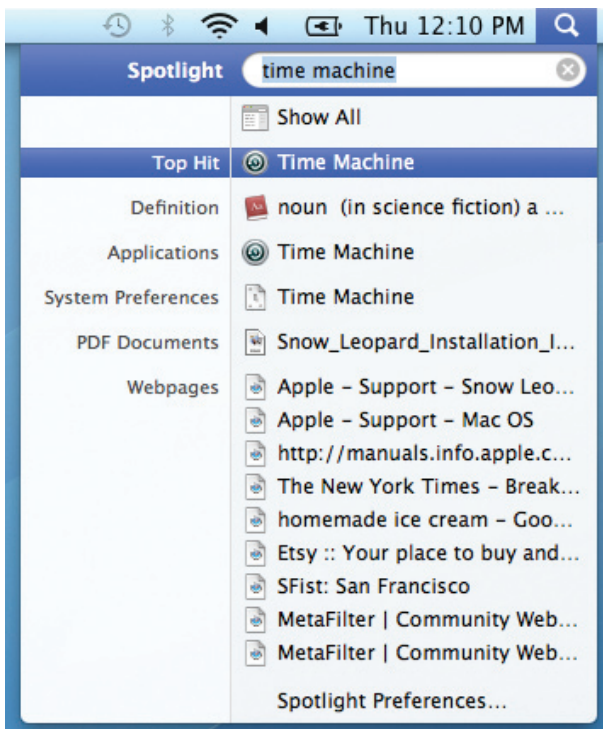 Thu 12:10 PM
Spotlight time machine
Show All
Top Hit Time Machine
Definition noun (in science fiction) a ...
Applications Time Machine
System Preferences Time Machine
PDF Documents Snow_Leopard_Installation_I...
Webpages Apple – Support – Snow Leo...
Apple – Support – Mac OS
http://manuals.info.apple.c...
The New York Times – Break...
homemade ice cream – Goo...
Etsy :: Your place to buy and...
SFist: San Francisco
MetaFilter | Community Web...
MetaFilter | Community Web...
Spotlight Preferences...